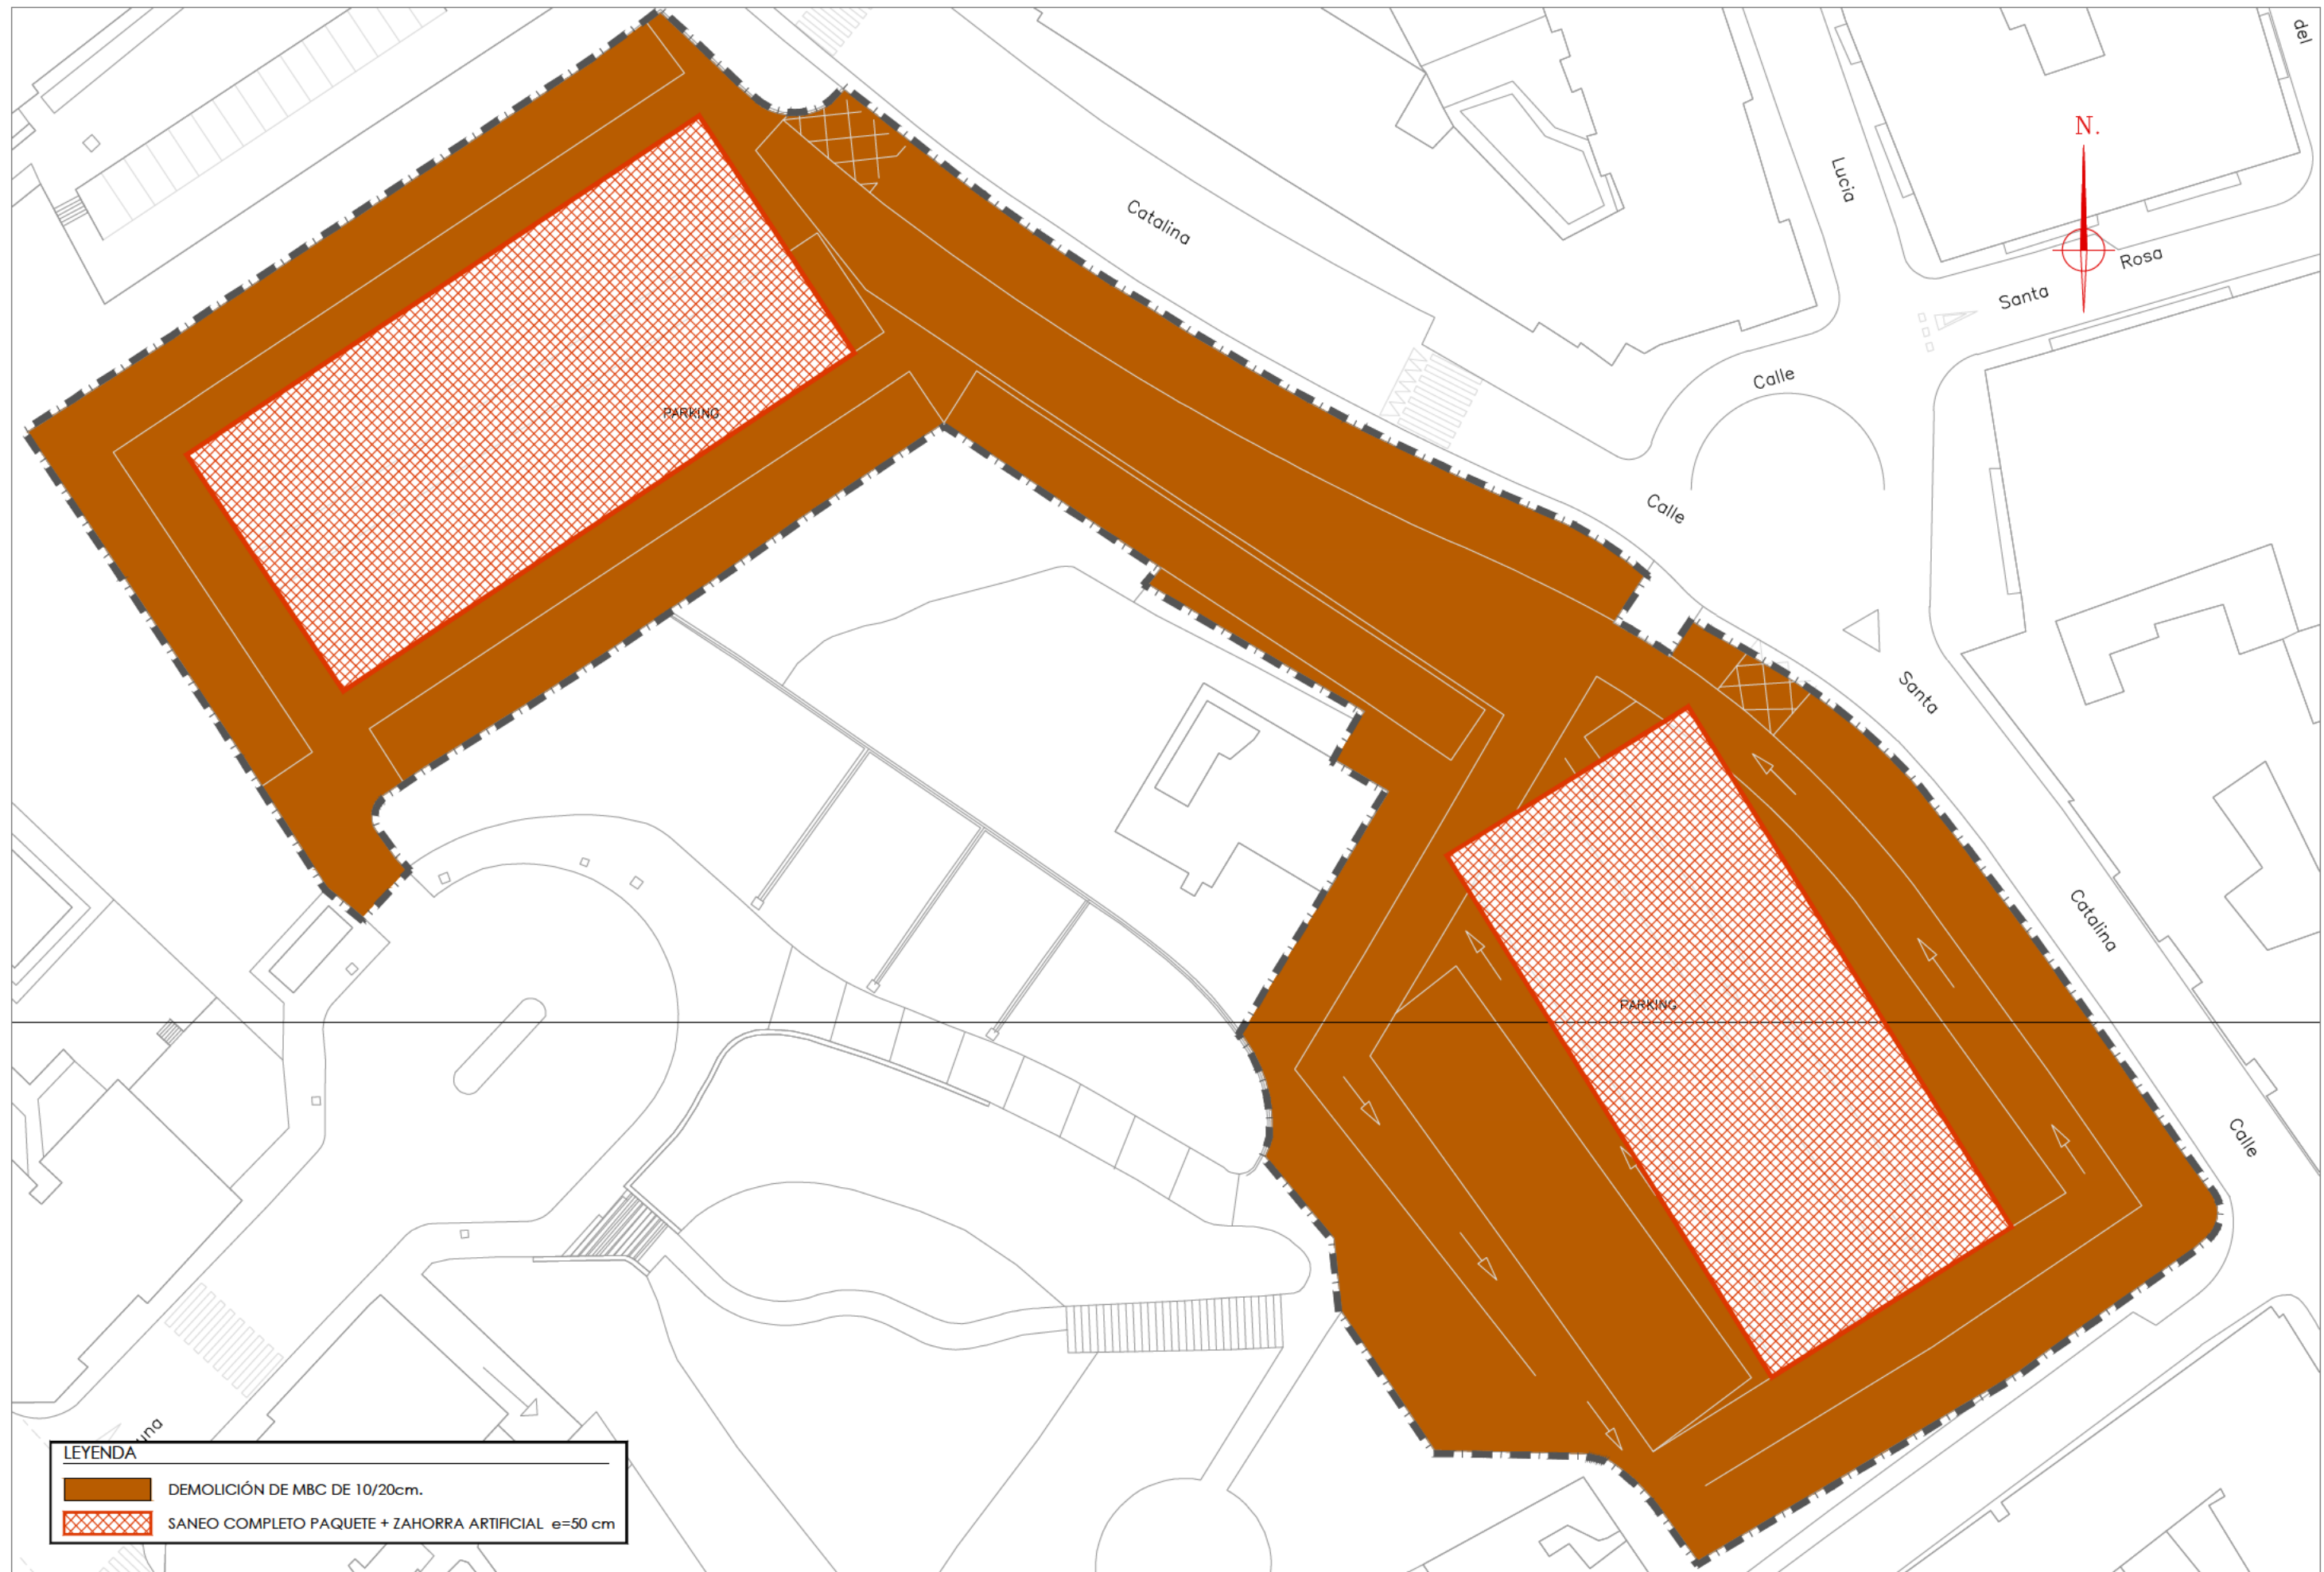 del
N.
Lucia
Catalina
Rosa
Santa
Calle
PARKING
Calle
Santa
Catalina
PARKING
Calle
una
LEYENDA
DEMOLICIÓN DE MBC DE 10/20cm.
SANEO COMPLETO PAQUETE + ZAHORRA ARTIFICIAL e=50 cm